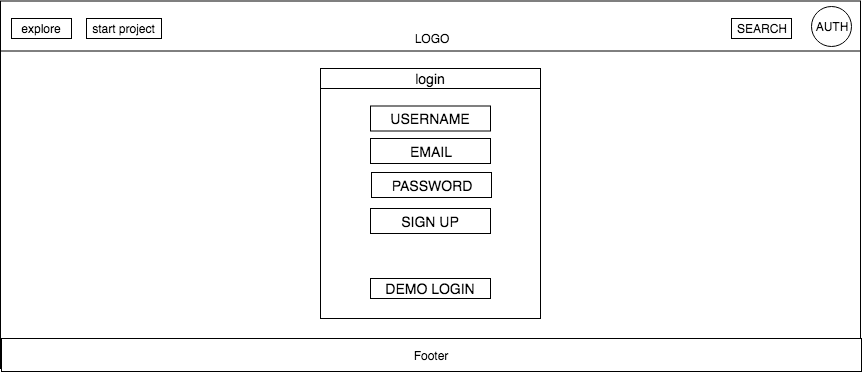 explore
start project
LOGO
SEARCH
AUTH
login
USERNAME
EMAIL
PASSWORD
SIGN UP
DEMO LOGIN
Footer